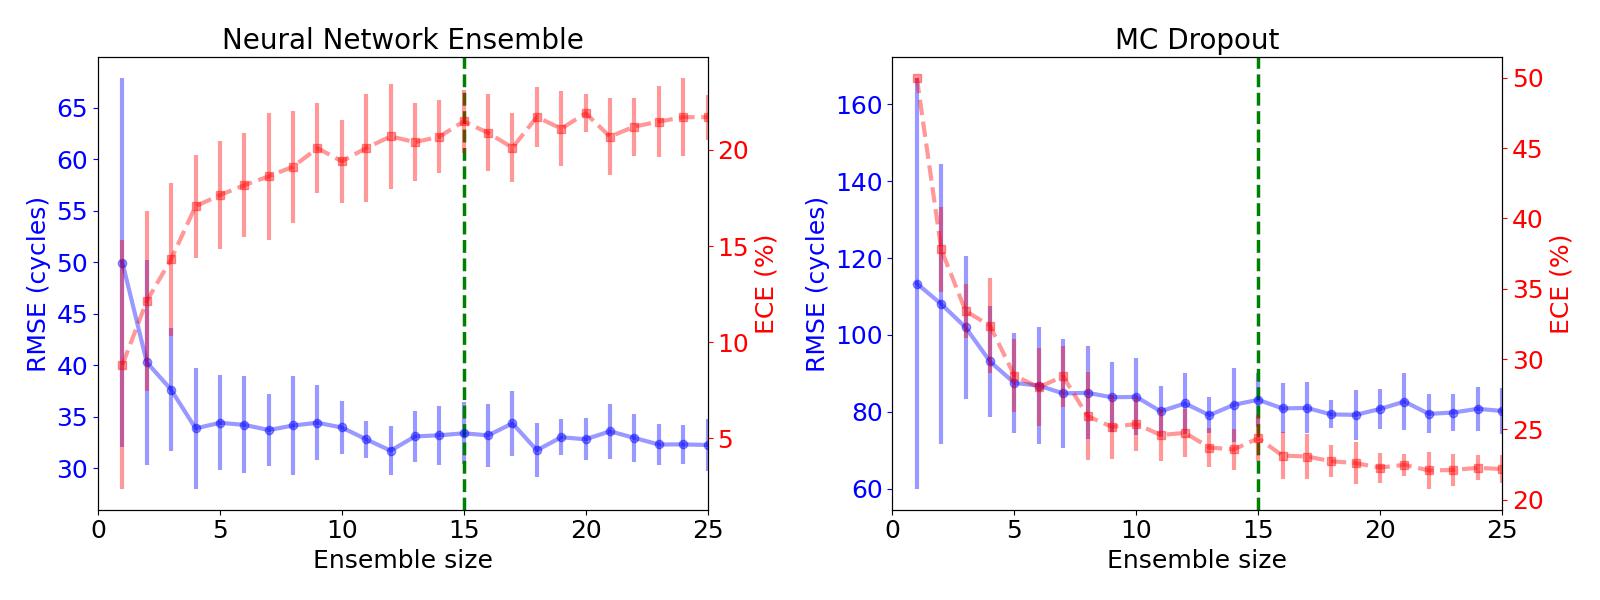 Neural Network Ensemble
RMSE (cycles)
65
60
55
50
45
40
35
30
20
15
10
5
ECE (%)
0 5 10 15 20 25
Ensemble size
MC Dropout
RMSE (cycles)
160
140
120
100
80
60
50
45
40
35
30
25
20
ECE (%)
0 5 10 15 20 25
Ensemble size